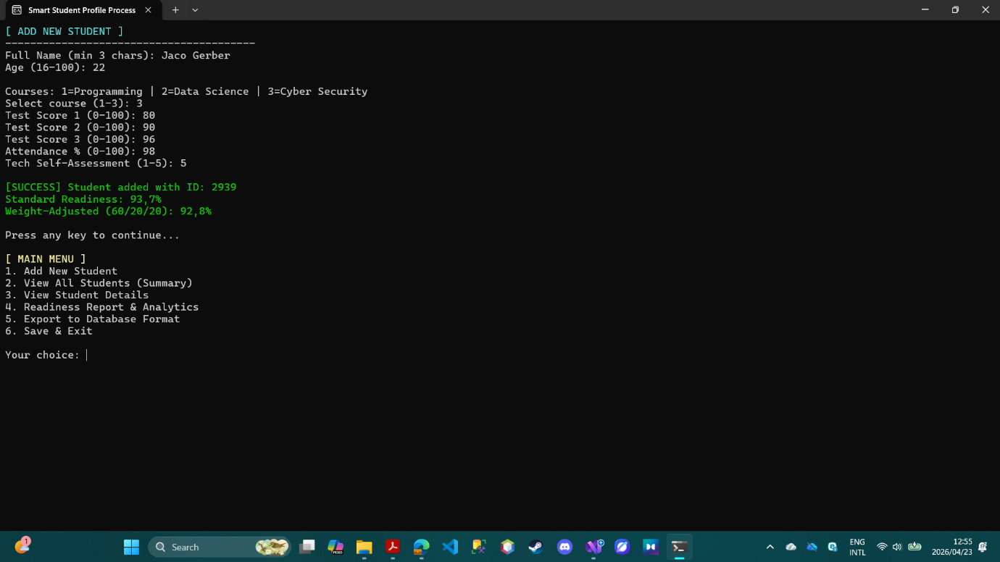 Smart Student Profile Process
[ ADD NEW STUDENT ]
----------------------------------------
Full Name (min 3 chars): Jaco Gerber
Age (16-100): 22
Courses: 1=Programming | 2=Data Science | 3=Cyber Security
Select course (1-3): 3
Test Score 1 (0-100): 80
Test Score 2 (0-100): 90
Test Score 3 (0-100): 96
Attendance % (0-100): 98
Tech Self-Assessment (1-5): 5
[SUCCESS] Student added with ID: 2939
Standard Readiness: 93,7%
Weight-Adjusted (60/20/20): 92,8%
Press any key to continue...
[ MAIN MENU ]
1. Add New Student
2. View All Students (Summary)
3. View Student Details
4. Readiness Report & Analytics
5. Export to Database Format
6. Save & Exit
Your choice:
1
Search
M365
ENG
INTL
12:55
2026/04/23